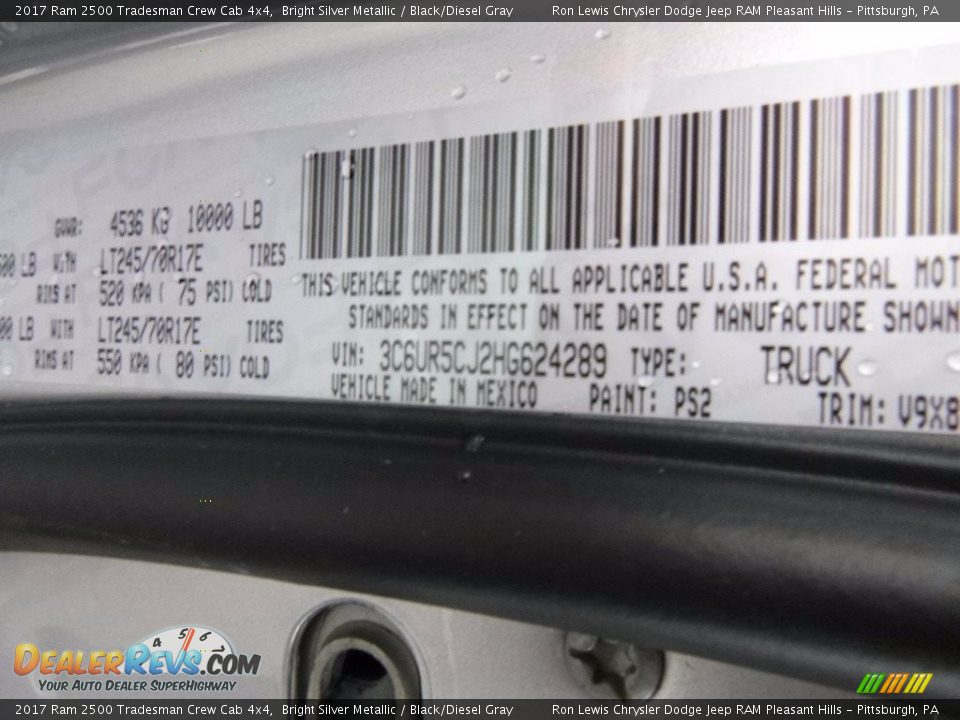 2017 Ram 2500 Tradesman Crew Cab 4x4, Bright Silver Metallic / Black/Diesel Gray Ron Lewis Chrysler Dodge Jeep RAM Pleasant Hills - Pittsburgh, PA
GVWR: 4536 KG 10000 LB
LB WITH LT245/70R17E TIRES
RIMS AT 520 KPA ( 75 PSI) COLD
00 LB WITH LT245/70R17E TIRES
RIMS AT 550 KPA ( 80 PSI) COLD
THIS VEHICLE CONFORMS TO ALL APPLICABLE U.S.A. FEDERAL MOT
STANDARDS IN EFFECT ON THE DATE OF MANUFACTURE SHOWN
VIN: 3C6UR5CJ2HG624289 TYPE: TRUCK
VEHICLE MADE IN MEXICO PAINT: PS2 TRIM: V9X8
4 5 6
DealerRevs.com
Your Auto Dealer SuperHighway
2017 Ram 2500 Tradesman Crew Cab 4x4, Bright Silver Metallic / Black/Diesel Gray Ron Lewis Chrysler Dodge Jeep RAM Pleasant Hills - Pittsburgh, PA